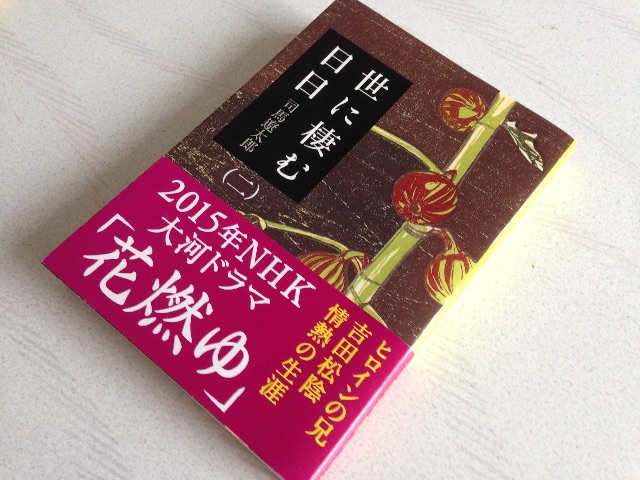 世に棲む
日日
司馬遼太郎
(二)
2015年NHK
大河ドラマ
「花燃ゆ」
ヒロインの兄
吉田松陰
情熱の生涯